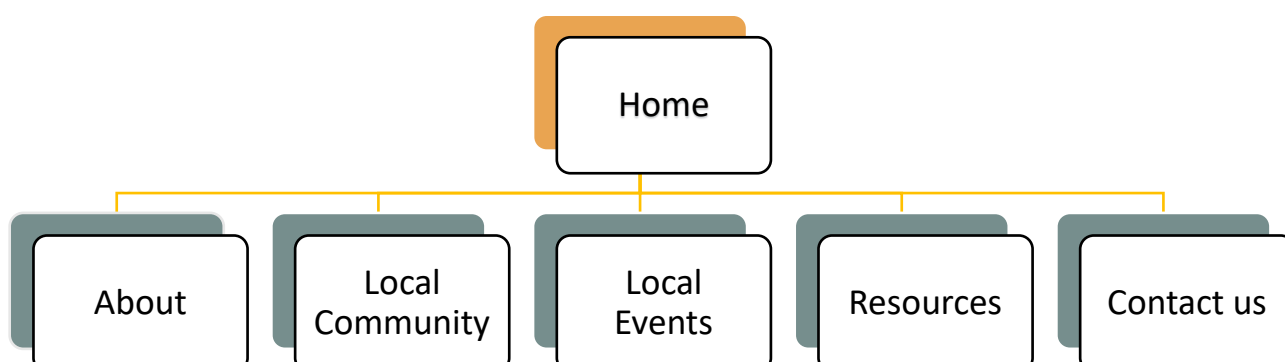 Home
About
Local
Community
Local
Events
Resources
Contact us